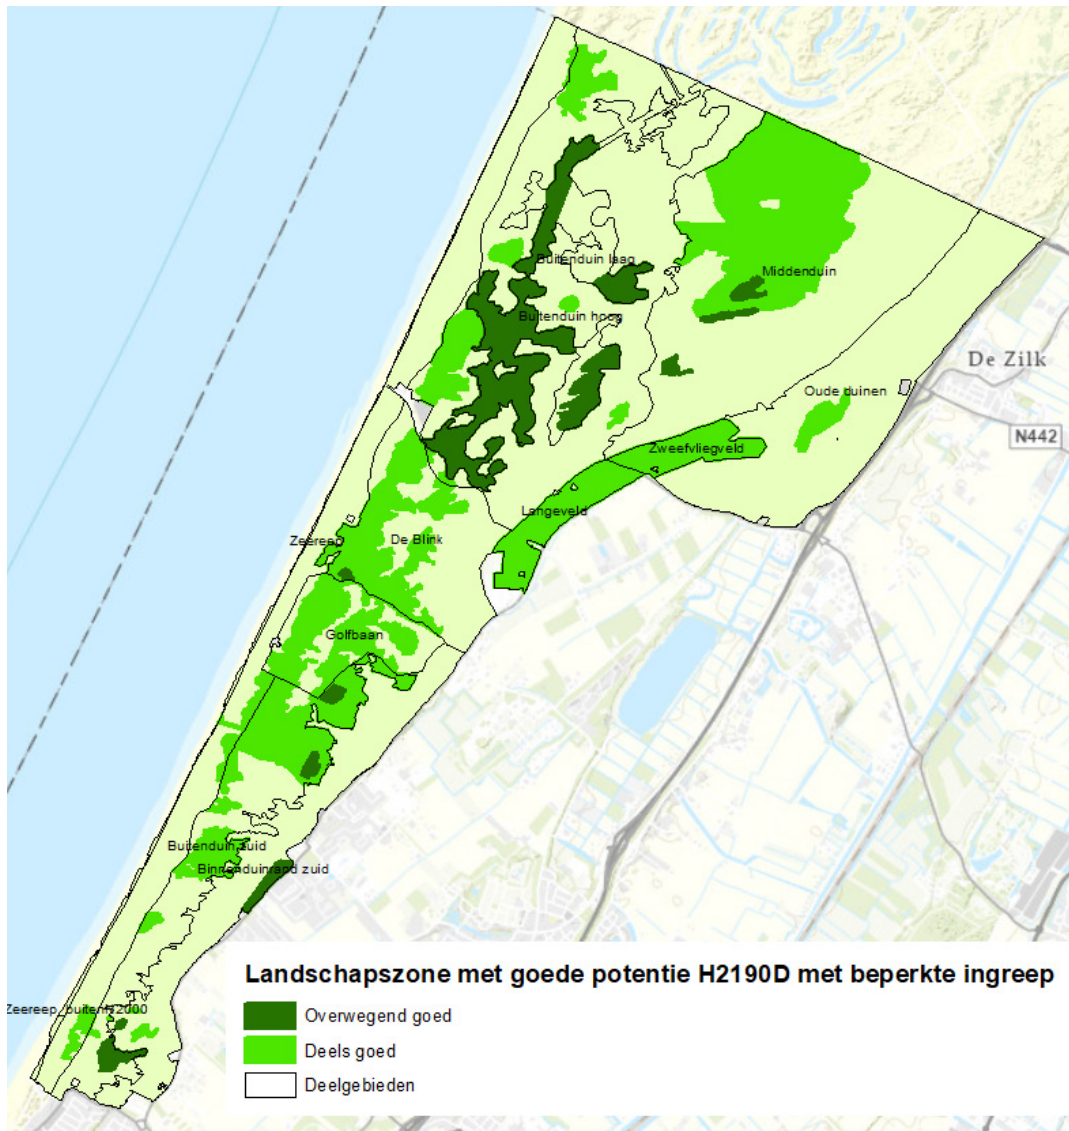 Buitenduin laag
Middenduin
Buitenduin hoog
De Zilk
Oude duinen
N442
Zweefvliegveld
Langeveld
Zeereep
De Blink
Golfbaan
Buitenduin zuid
Binnenduinrand zuid
Landschapszone met goede potentie H2190D met beperkte ingreep
Zeereep_buitenN2000
Overwegend goed
Deels goed
Deelgebieden